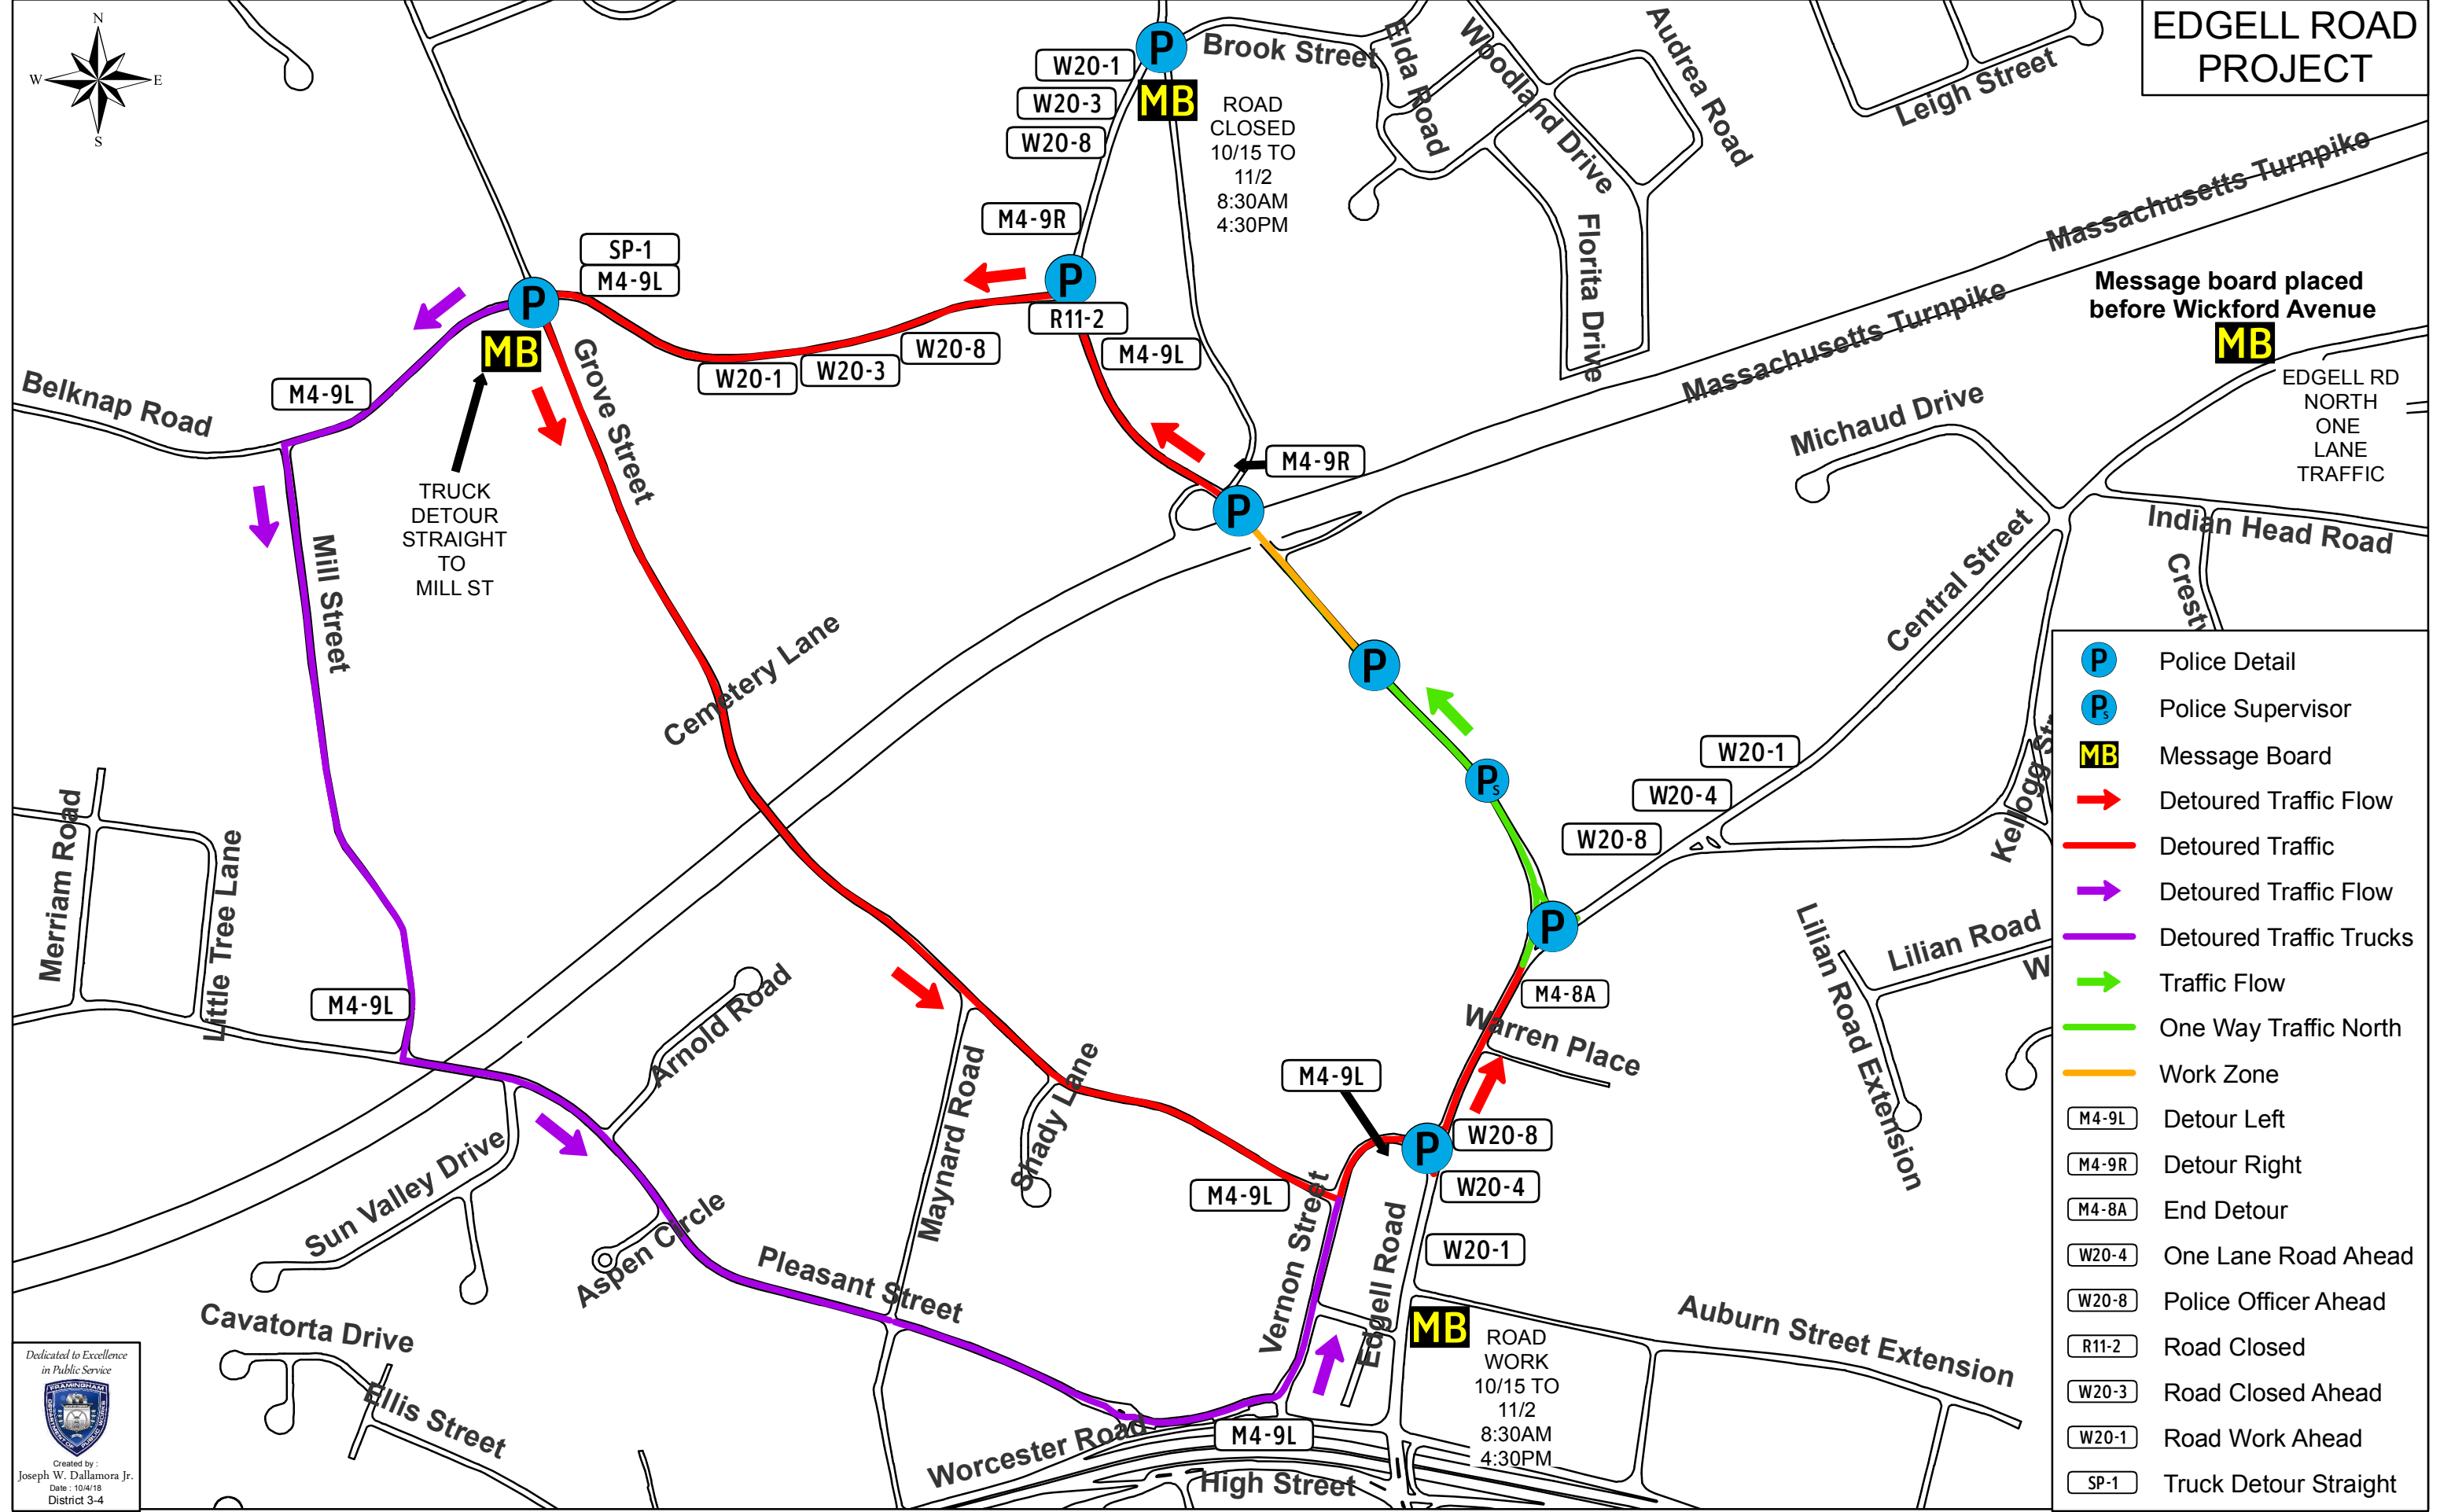 EDGELL ROAD
PROJECT
N
W
E
S
Brook Street
Elda Road
Woodland Drive
Audrea Road
Leigh Street
W20-1
MB
W20-3
W20-8
ROAD
CLOSED
10/15 TO
11/2
8:30AM
4:30PM
P
Massachusetts Turnpike
Massachusetts Turnpike
Florita Drive
M4-9R
P
SP-1
M4-9L
P
R11-2
W20-8
W20-3
W20-1
M4-9L
MB
Grove Street
M4-9L
Belknap Road
TRUCK
DETOUR
STRAIGHT
TO
MILL ST
Mill Street
M4-9R
P
Message board placed
before Wickford Avenue
MB
EDGELL RD
NORTH
ONE
LANE
TRAFFIC
Michaud Drive
Indian Head Road
Central Street
Cemetery Lane
P
Ps
W20-1
W20-4
W20-8
P
Merriam Road
Little Tree Lane
M4-9L
Arnold Road
Maynard Road
Shady Lane
Lilian Road
Lilian Road Extension
W
M4-8A
Warren Place
M4-9L
P
W20-8
W20-4
W20-1
M4-9L
Vernon Street
Edgell Road
Sun Valley Drive
Aspen Circle
Pleasant Street
Cavatorta Drive
Ellis Street
Worcester Road
M4-9L
High Street
MB
ROAD
WORK
10/15 TO
11/2
8:30AM
4:30PM
Auburn Street Extension
P Police Detail
Ps Police Supervisor
MB Message Board
Detoured Traffic Flow
Detoured Traffic
Detoured Traffic Flow
Detoured Traffic Trucks
Traffic Flow
One Way Traffic North
Work Zone
M4-9L Detour Left
M4-9R Detour Right
M4-8A End Detour
W20-4 One Lane Road Ahead
W20-8 Police Officer Ahead
R11-2 Road Closed
W20-3 Road Closed Ahead
W20-1 Road Work Ahead
SP-1 Truck Detour Straight
Dedicated to Excellence
in Public Service
FRAMINGHAM
Created by :
Joseph W. Dallamora Jr.
Date : 10/4/18
District 3-4